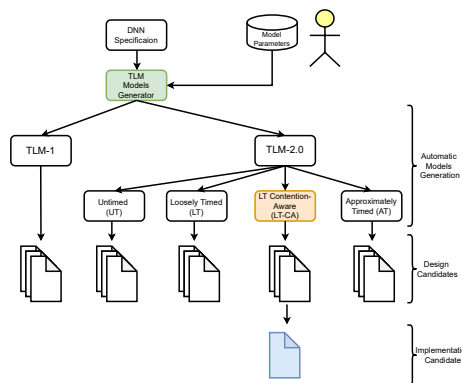 DNN
Specificaion
Model
Parameters
TLM
Models
Generator
TLM-1
TLM-2.0
Automatic
Models
Generation
Untimed
(UT)
Loosely Timed
(LT)
LT Contention-
Aware
(LT-CA)
Approximately
Timed (AT)
Design
Candidates
Implementati
Candidate